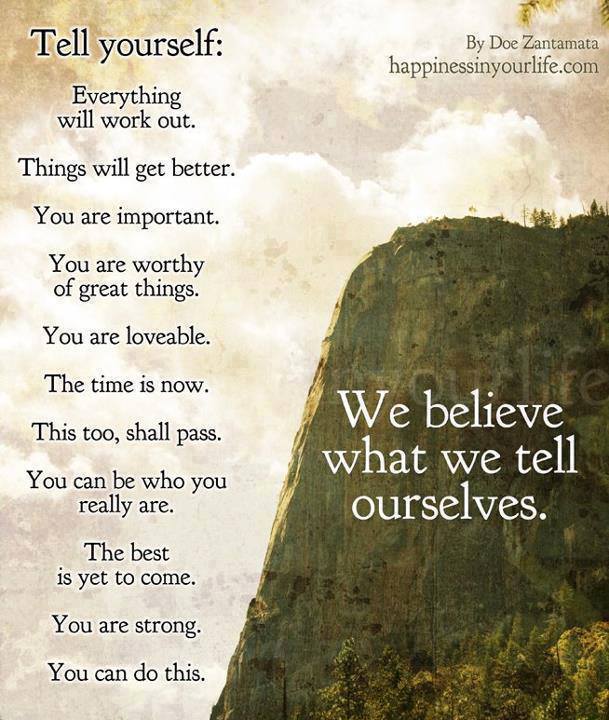 Tell yourself:
By Doe Zantamata
happinessinyourlife.com
Everything
will work out.
Things will get better.
You are important.
You are worthy
of great things.
You are loveable.
The time is now.
This too, shall pass.
You can be who you
really are.
The best
is yet to come.
You are strong.
You can do this.
We believe
what we tell
ourselves.